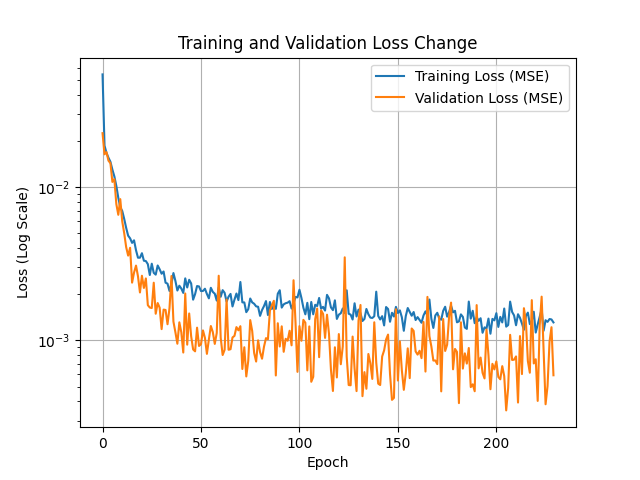 Training and Validation Loss Change
Training Loss (MSE)
Validation Loss (MSE)
Loss (Log Scale)
10⁻²
10⁻³
0 50 100 150 200
Epoch